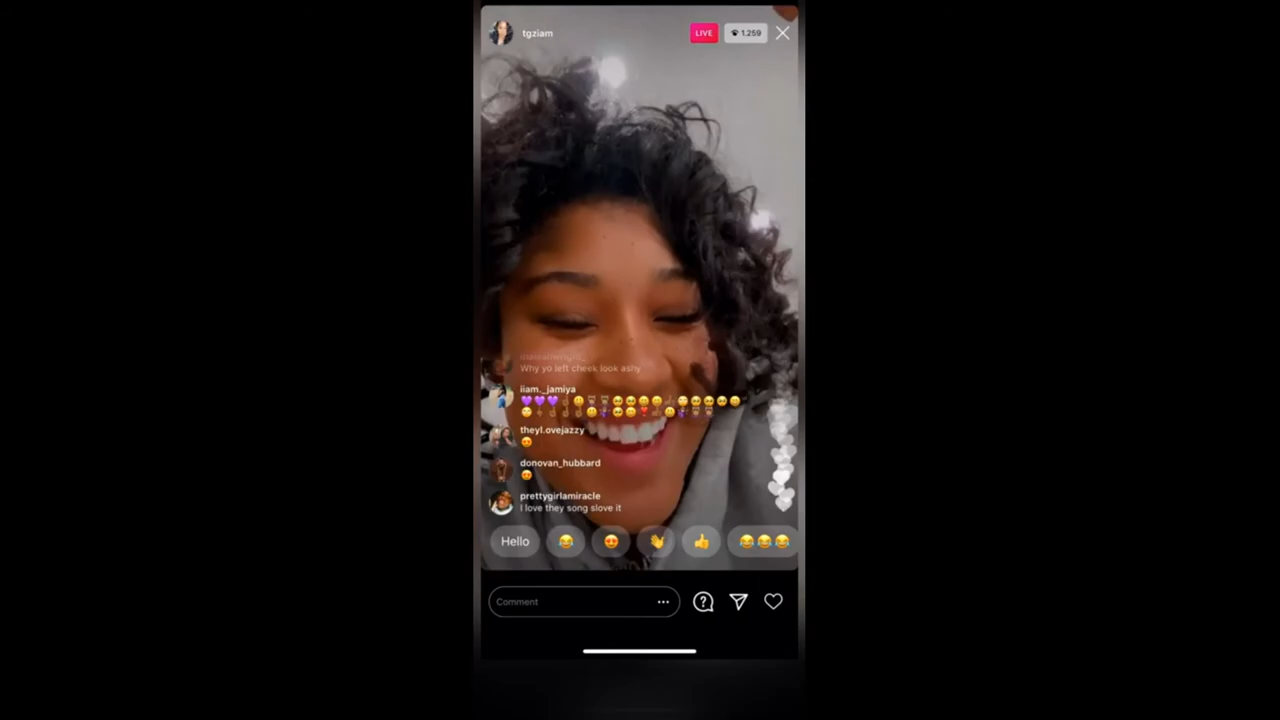 tgziam
LIVE
1,259
Why yo left cheek look ashy
iiam._jamiya
💜💜💜
theyl.ovejazzy
😍
donovan_hubbard
😍
prettygirlamiracle
I love they song slove it
Hello
😂
😍
👋
👍
😂😂😂
Comment